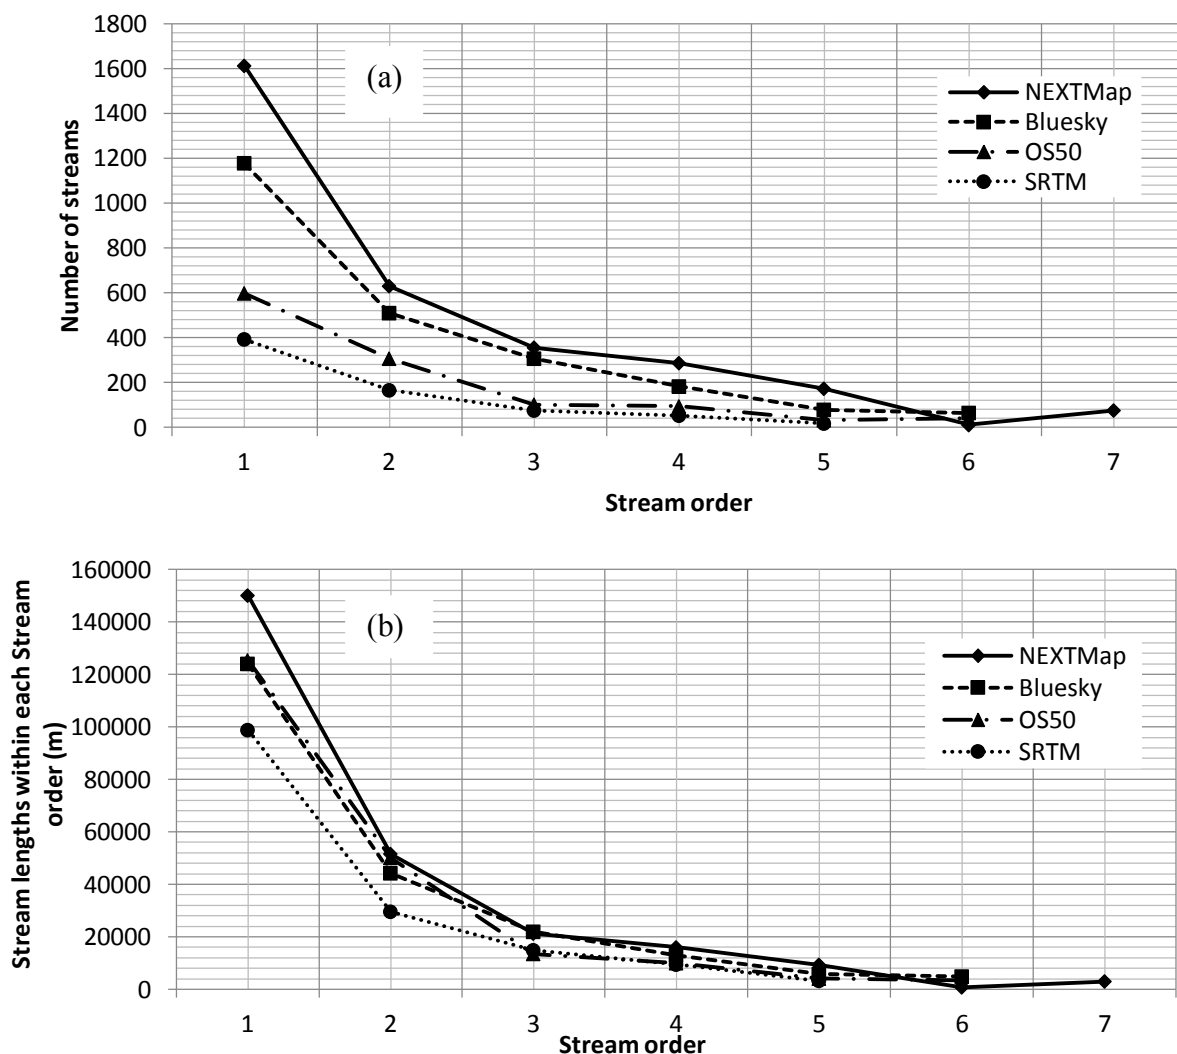 1800
1600
1400
1200
1000
800
600
400
200
0
Number of streams
(a)
NEXTMap
Bluesky
OS50
SRTM
1 2 3 4 5 6 7
Stream order
160000
140000
120000
100000
80000
60000
40000
20000
0
Stream lengths within each Stream
order (m)
(b)
NEXTMap
Bluesky
OS50
SRTM
1 2 3 4 5 6 7
Stream order